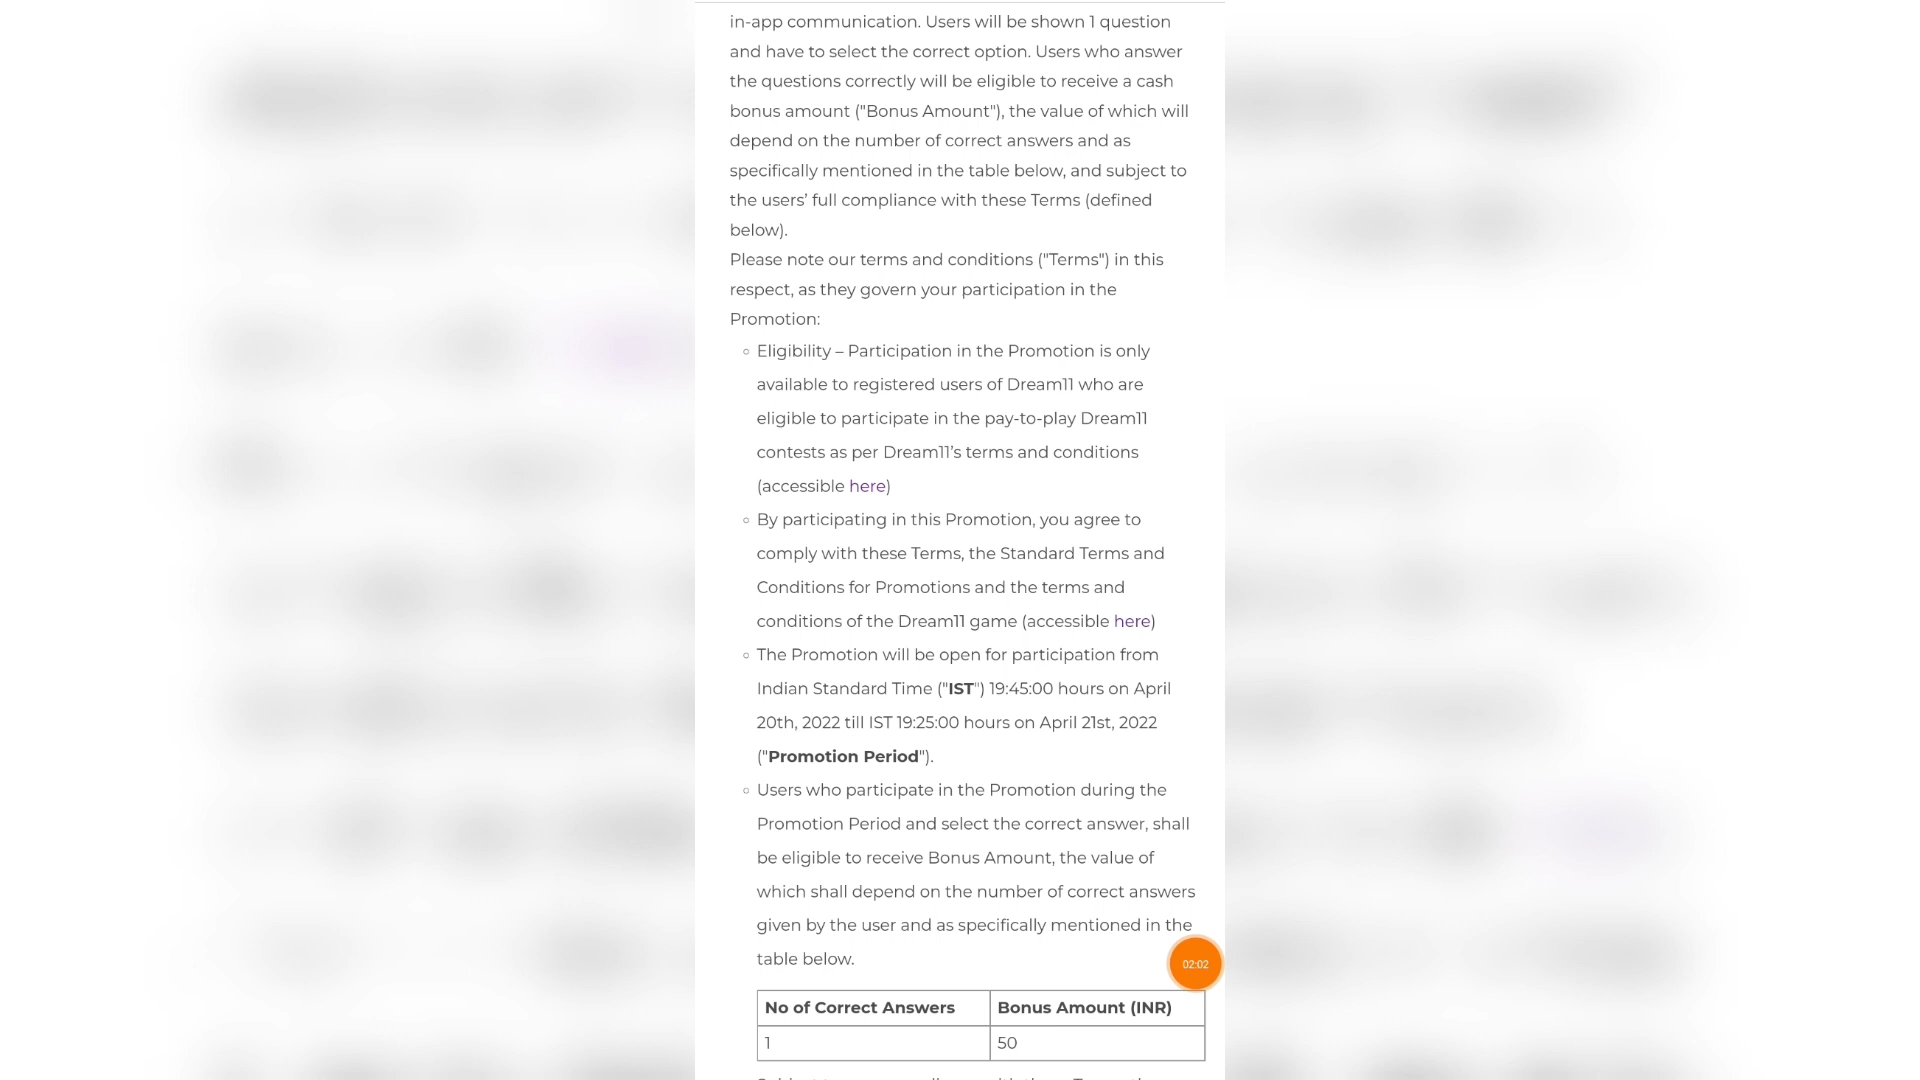 in-app communication. Users will be shown 1 question
and have to select the correct option. Users who answer
the questions correctly will be eligible to receive a cash
bonus amount ("Bonus Amount"), the value of which will
depend on the number of correct answers and as
specifically mentioned in the table below, and subject to
the users' full compliance with these Terms (defined
below).
Please note our terms and conditions ("Terms") in this
respect, as they govern your participation in the
Promotion:
Eligibility – Participation in the Promotion is only
available to registered users of Dream11 who are
eligible to participate in the pay-to-play Dream11
contests as per Dream11's terms and conditions
(accessible here)
By participating in this Promotion, you agree to
comply with these Terms, the Standard Terms and
Conditions for Promotions and the terms and
conditions of the Dream11 game (accessible here)
The Promotion will be open for participation from
Indian Standard Time ("IST") 19:45:00 hours on April
20th, 2022 till IST 19:25:00 hours on April 21st, 2022
("Promotion Period").
Users who participate in the Promotion during the
Promotion Period and select the correct answer, shall
be eligible to receive Bonus Amount, the value of
which shall depend on the number of correct answers
given by the user and as specifically mentioned in the
table below.
02:02
No of Correct Answers Bonus Amount (INR)
1 50